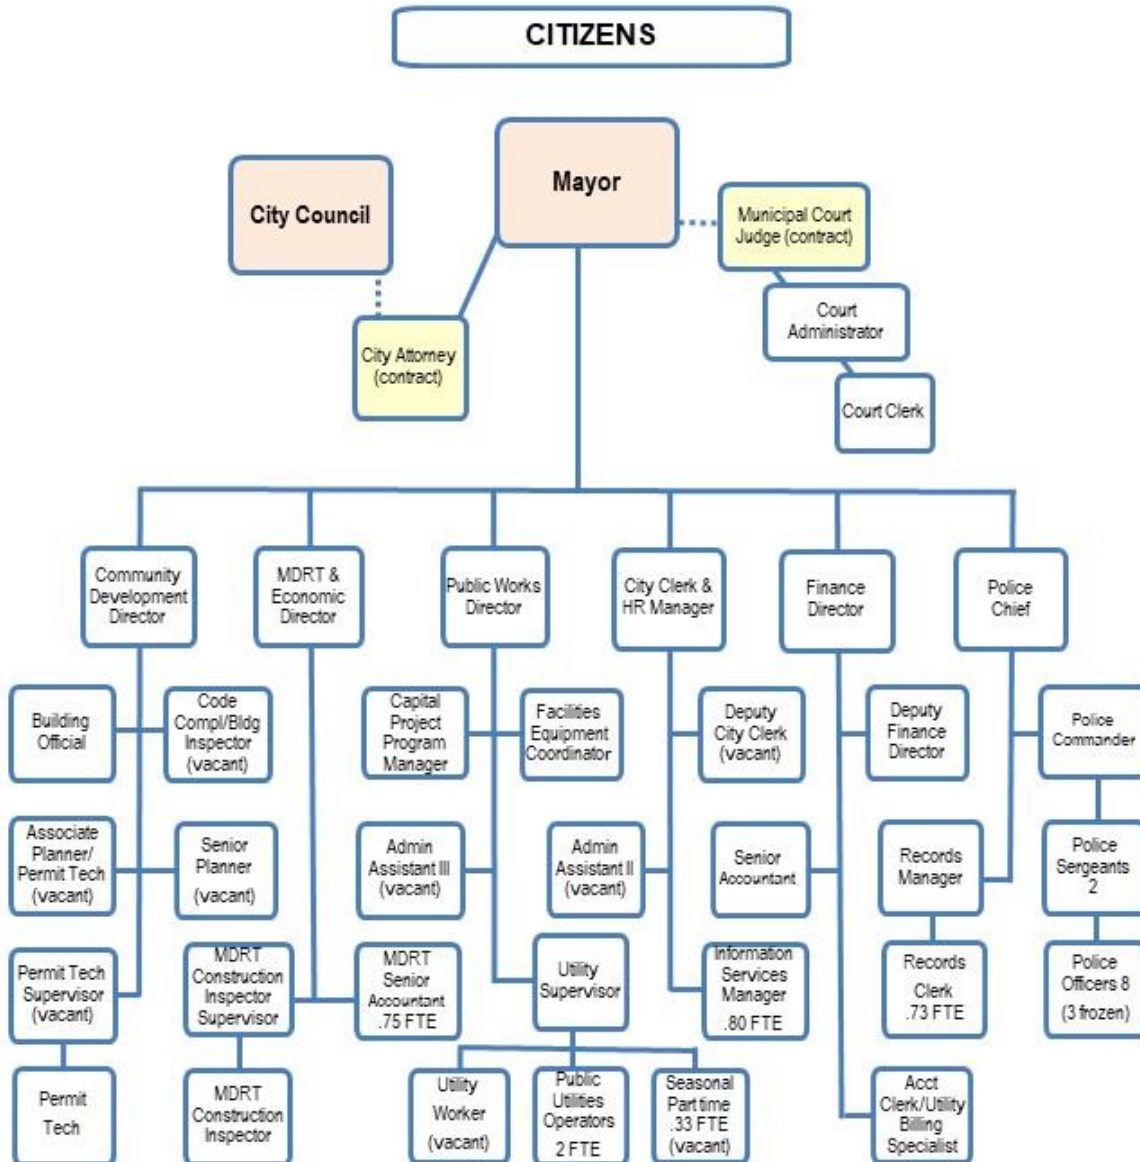 CITIZENS
Mayor
City Council
Municipal Court
Judge (contract)
Court
Administrator
City Attorney
(contract)
Court Clerk
Community
Development
Director
MDRT &
Economic
Director
Public Works
Director
City Clerk &
HR Manager
Finance
Director
Police
Chief
Building
Official
Code
Compl/Bldg
Inspector
(vacant)
Capital
Project
Program
Manager
Facilities
Equipment
Coordinator
Deputy
City Clerk
(vacant)
Deputy
Finance
Director
Police
Commander
Associate
Planner/
Permit Tech
(vacant)
Senior
Planner
(vacant)
Admin
Assistant III
(vacant)
Admin
Assistant II
(vacant)
Senior
Accountant
Records
Manager
Police
Sergeants
2
Permit Tech
Supervisor
(vacant)
MDRT
Construction
Inspector
Supervisor
MDRT
Senior
Accountant
.75 FTE
Utility
Supervisor
Information
Services
Manager
.80 FTE
Records
Clerk
.73 FTE
Police
Officers 8
(3 frozen)
Permit
Tech
MDRT
Construction
Inspector
Utility
Worker
(vacant)
Public
Utilities
Operators
2 FTE
Seasonal
Part time
.33 FTE
(vacant)
Acct
Clerk/Utility
Billing
Specialist